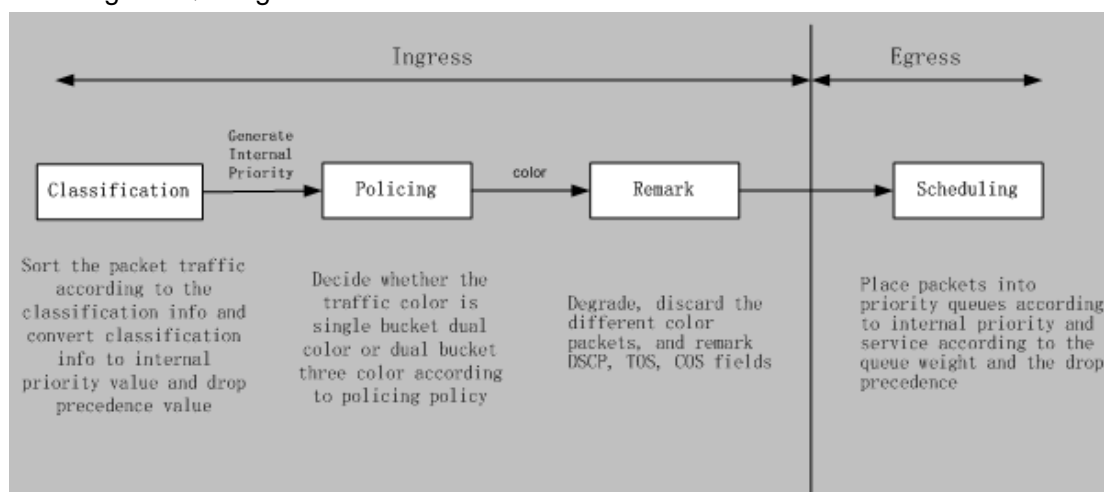 Ingress
Egress
Generate
Internal
Priority
color
Classification
Policing
Remark
Scheduling
Sort the packet traffic
according to the
classification info and
convert classification
info to internal
priority value and drop
precedence value
Decide whether the
traffic color is
single bucket dual
color or dual bucket
three color according
to policing policy
Degrade, discard the
different color
packets, and remark
DSCP, TOS, COS fields
Place packets into
priority queues according
to internal priority and
service according to the
queue weight and the drop
precedence